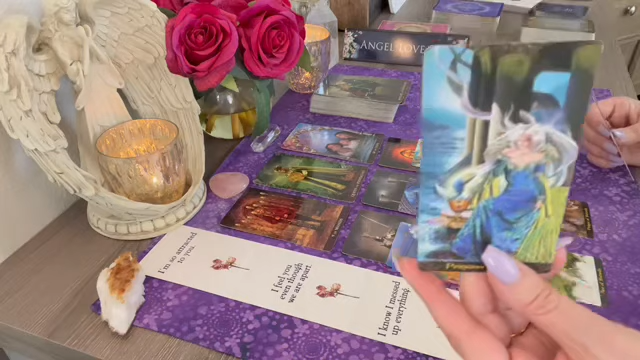 ANGEL LOVE
I'm so attracted
to you
I feel you
even though
we are apart.
I know I messed
up everything.